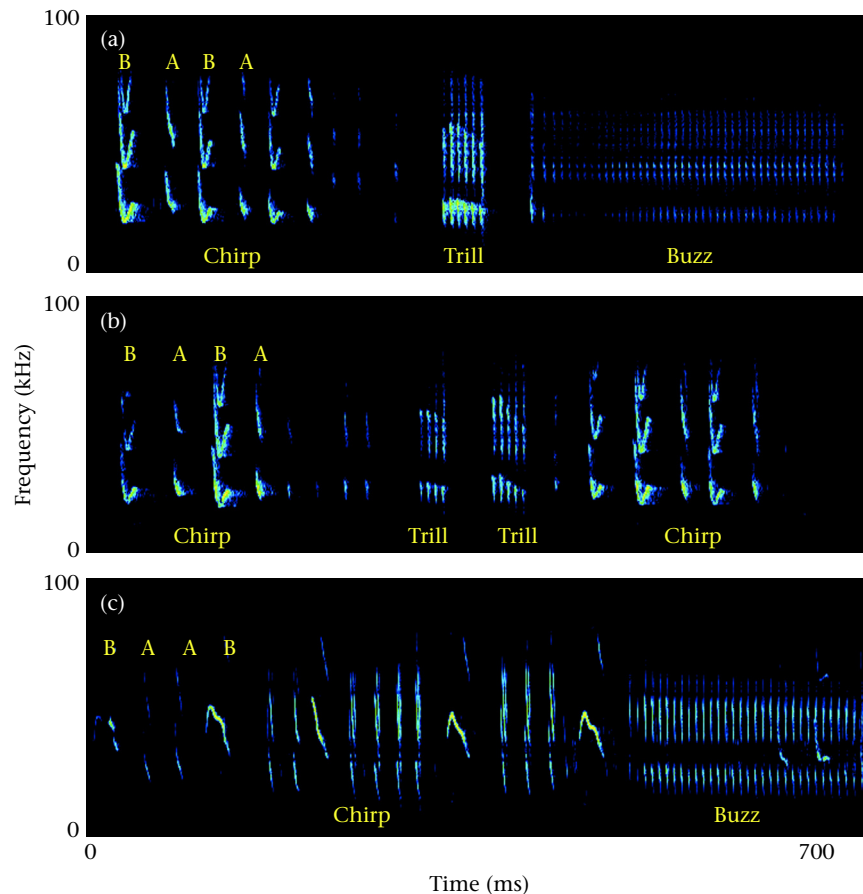 100
(a)
B A B A
Chirp Trill Buzz
0
100
(b)
B A B A
Chirp Trill Trill Chirp
0
Frequency (kHz)
100
(c)
B A A B
Chirp Buzz
0
0 700
Time (ms)